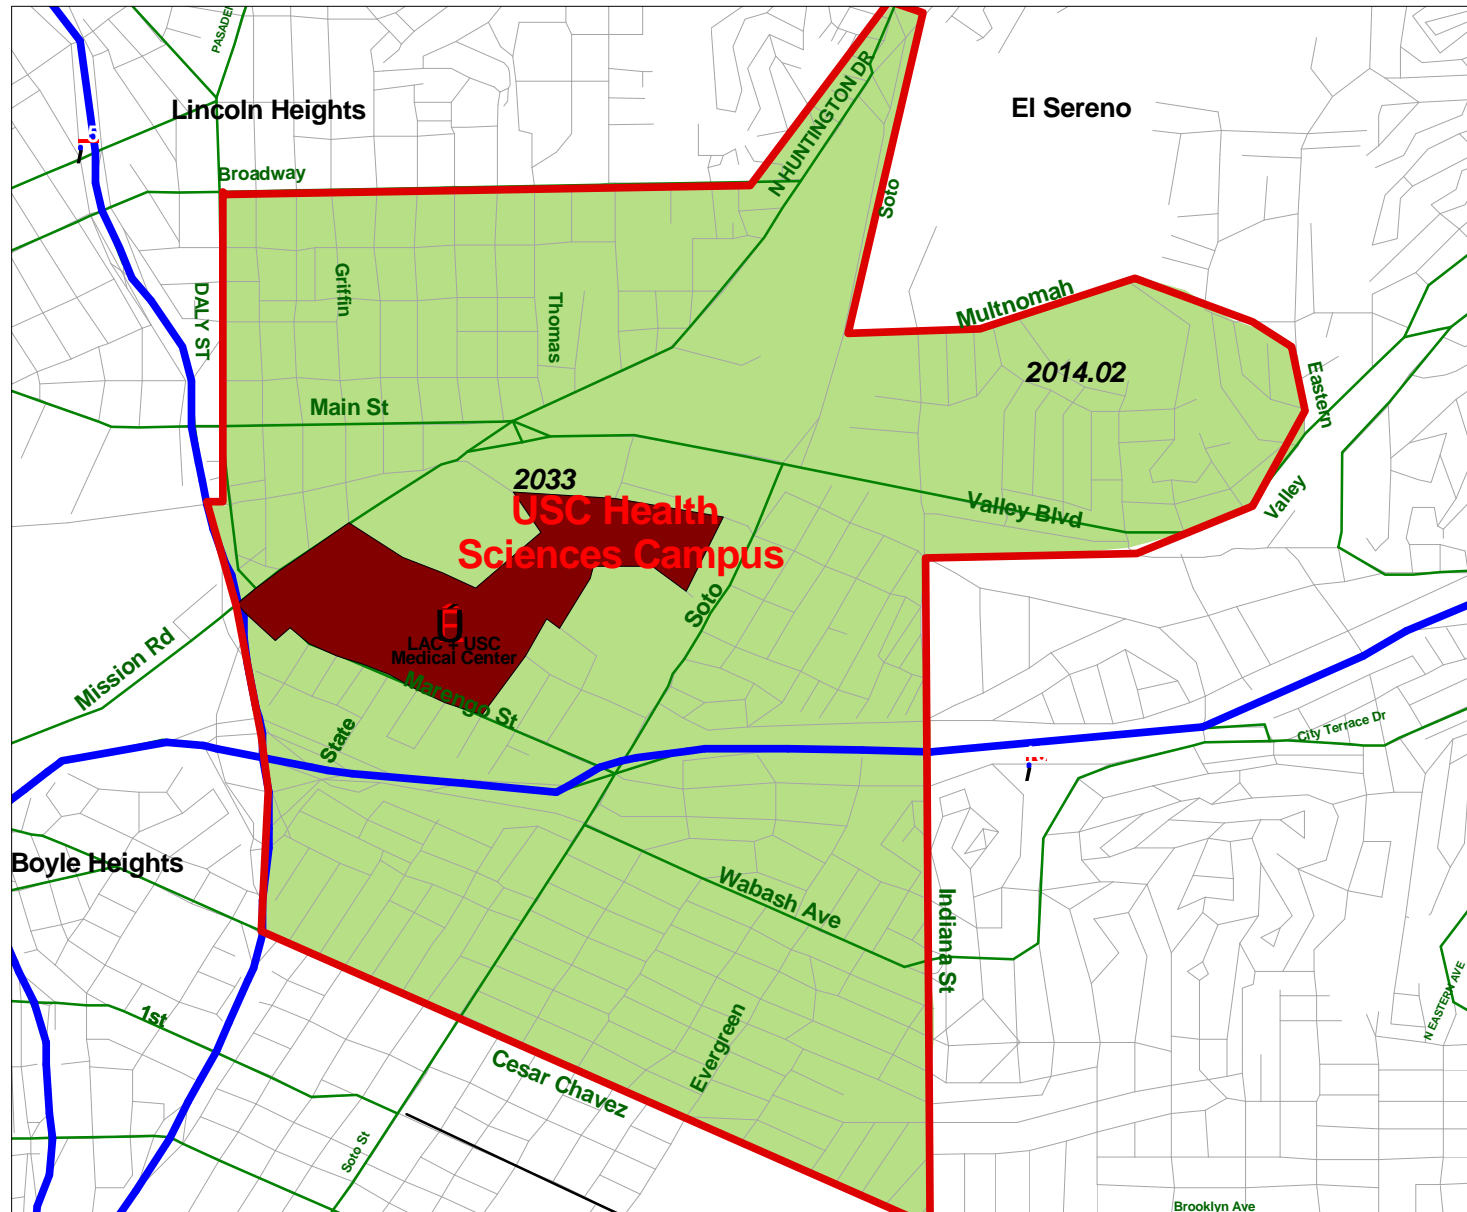 PASADEN
Lincoln Heights
El Sereno
N HUNTINGTON DR
5
Broadway
Soto
DALY ST
Griffin
Thomas
Multnomah
2014.02
Eastern
Main St
2033
USC Health
Sciences Campus
Valley Blvd
Valley
Soto
LAC + USC
Medical Center
Mission Rd
Marengo St
State
City Terrace Dr
Boyle Heights
Wabash Ave
Indiana St
N EASTERN AVE
1st
Evergreen
Cesar Chavez
Soto St
Brooklyn Ave